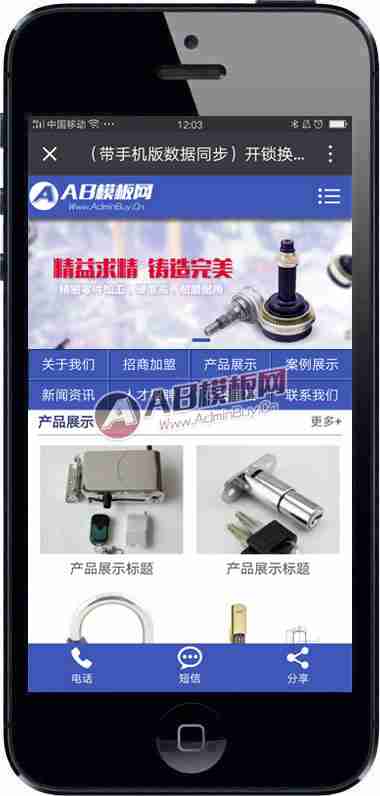 中国移动 ··· 12:03
（带手机版数据同步）开锁换...
AB模板网
Www.AdminBuy.Cn
精益求精 铸造完美
关于我们 招商加盟 产品展示 案例展示
新闻资讯 人才 联系我们
AB模板网
Www.AdminBuy.Cn
产品展示 更多+
产品展示标题 产品展示标题
电话 短信 分享